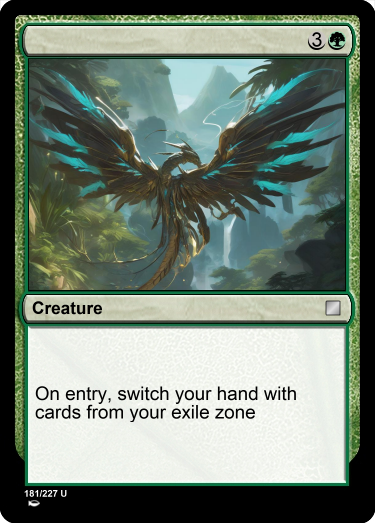 3
Creature
On entry, switch your hand with
cards from your exile zone
181/227 U